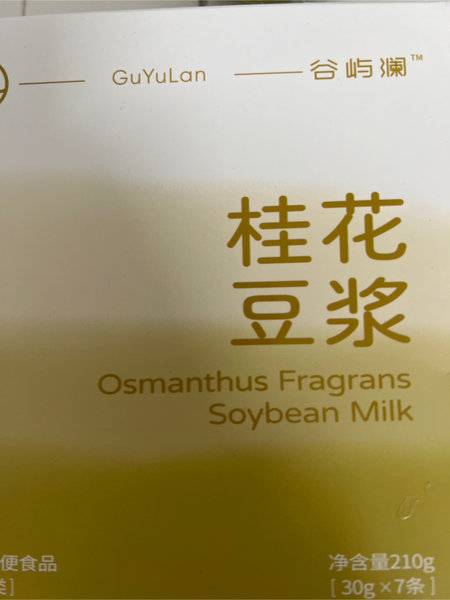 GuYuLan 谷屿澜™
桂花
豆浆
Osmanthus Fragrans
Soybean Milk
便食品 净含量210g
类] [ 30g×7条 ]